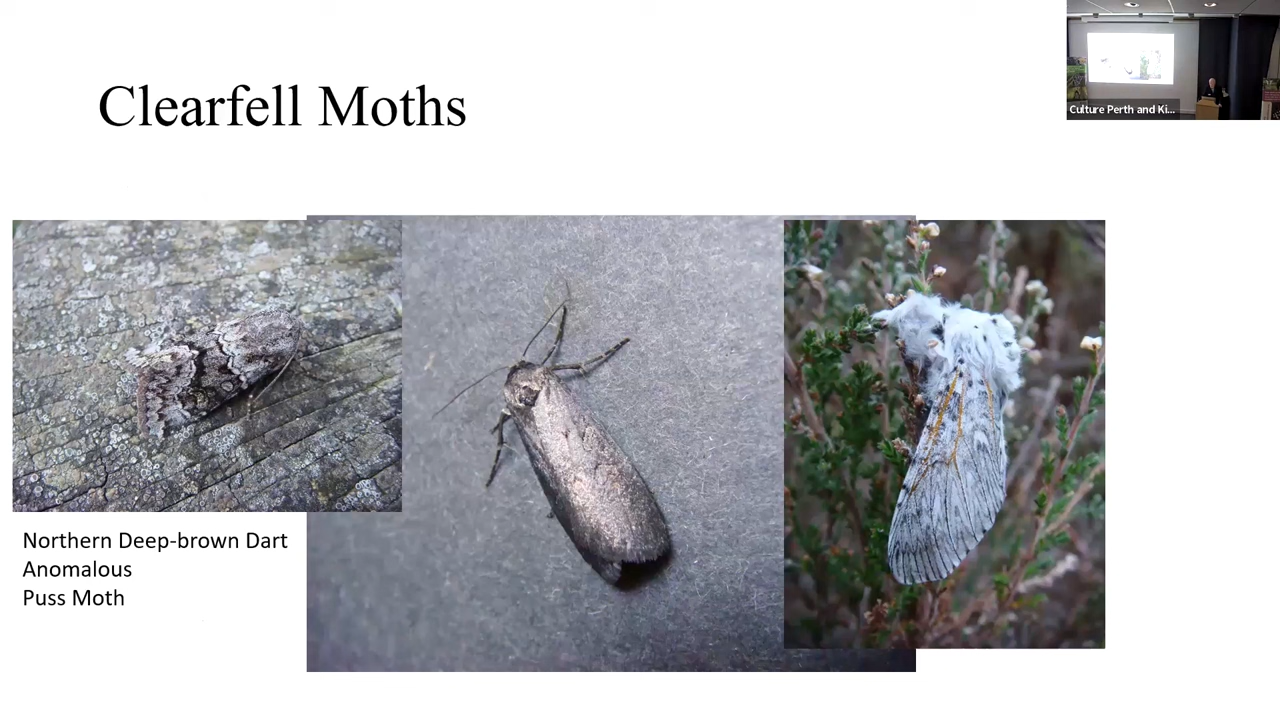 Clearfell Moths
Culture Perth and Ki...
Northern Deep-brown Dart
Anomalous
Puss Moth